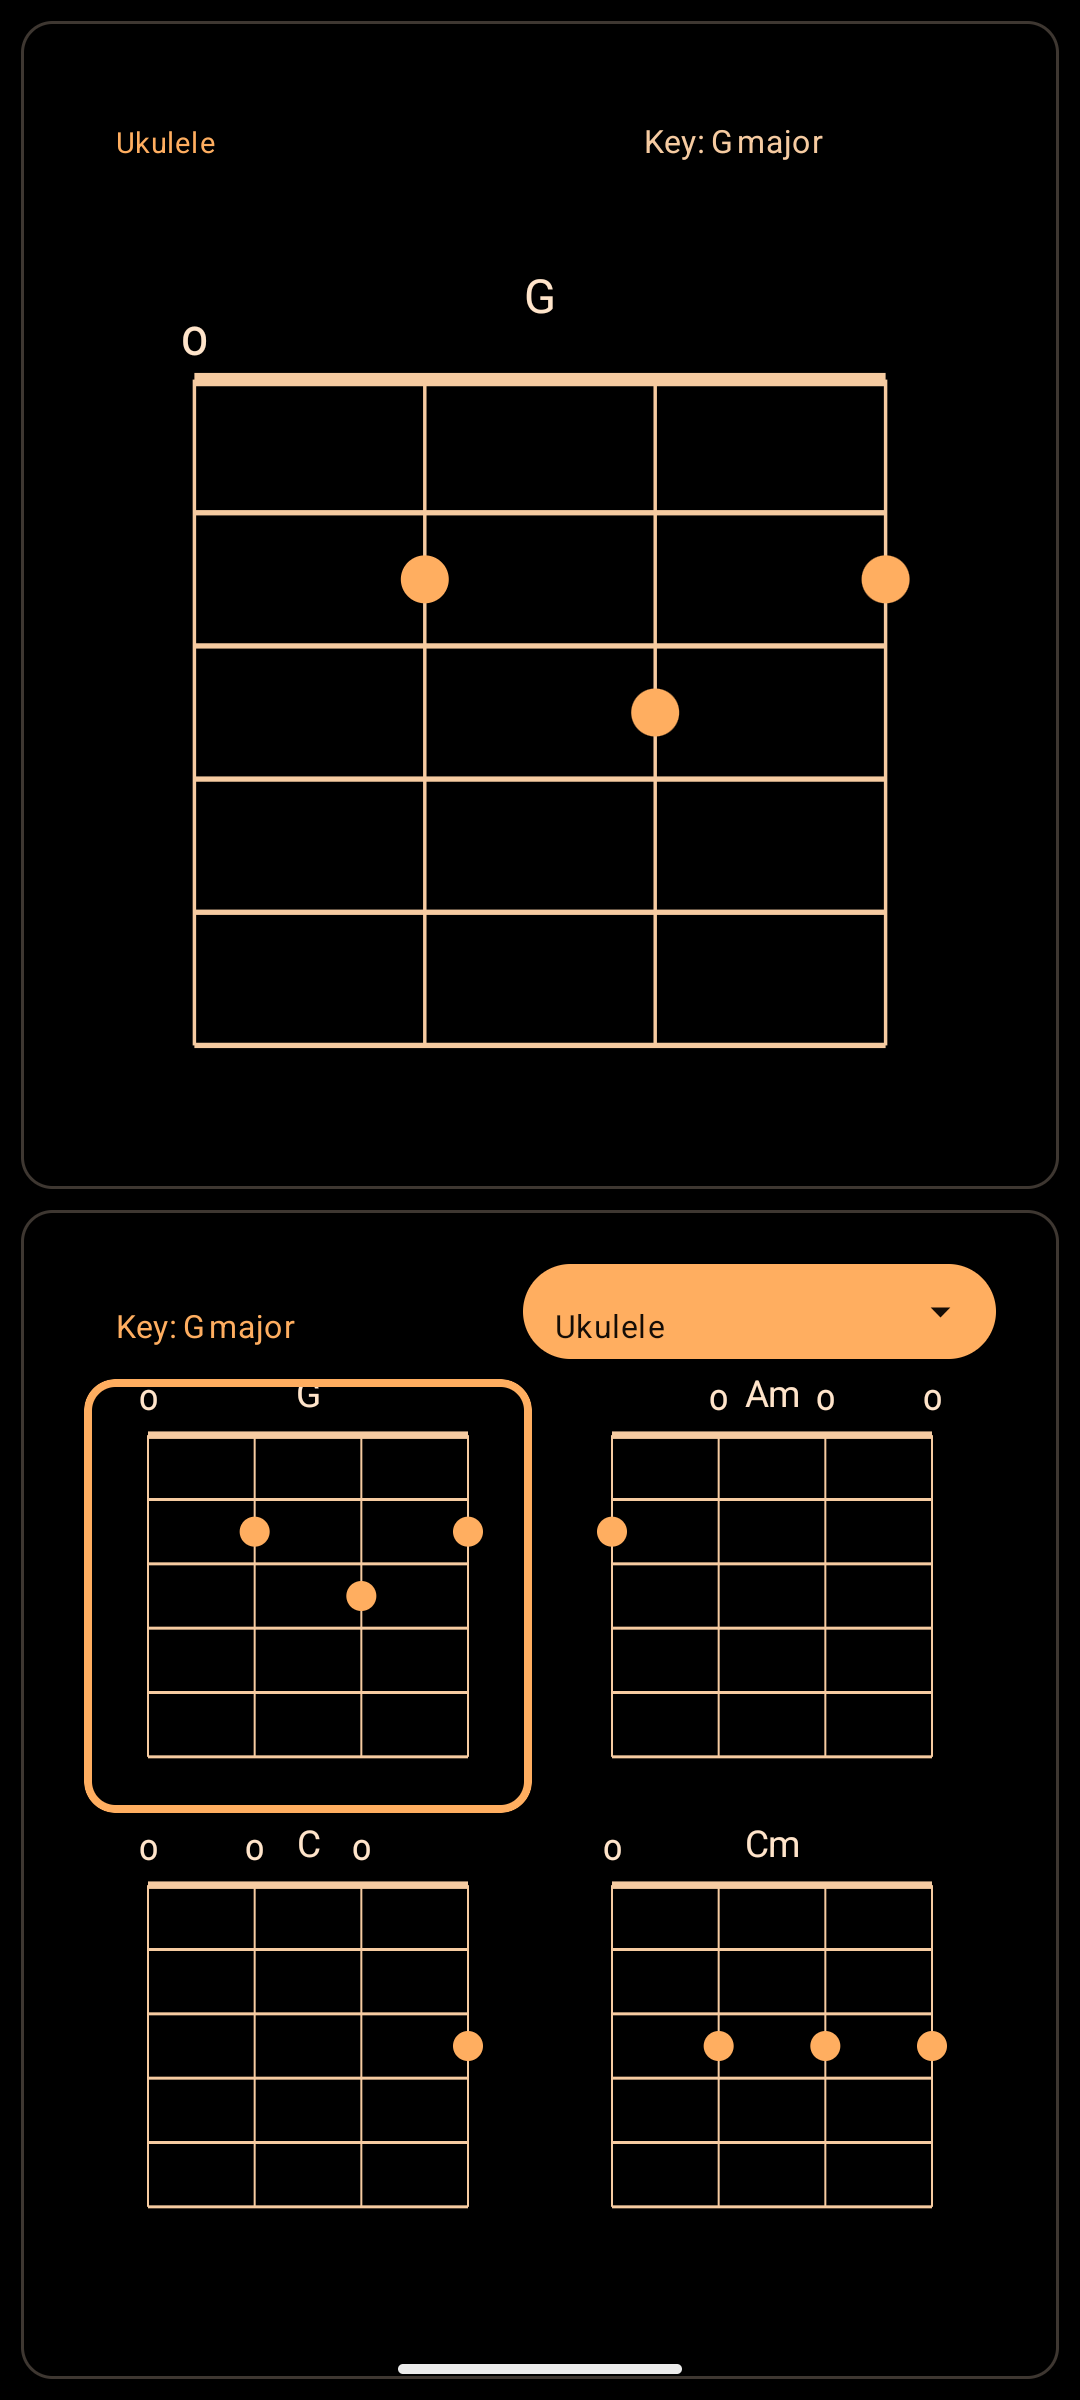 Ukulele Key: G major
G
o
Key: G major Ukulele
o G
o Am o o
o o C o
o Cm